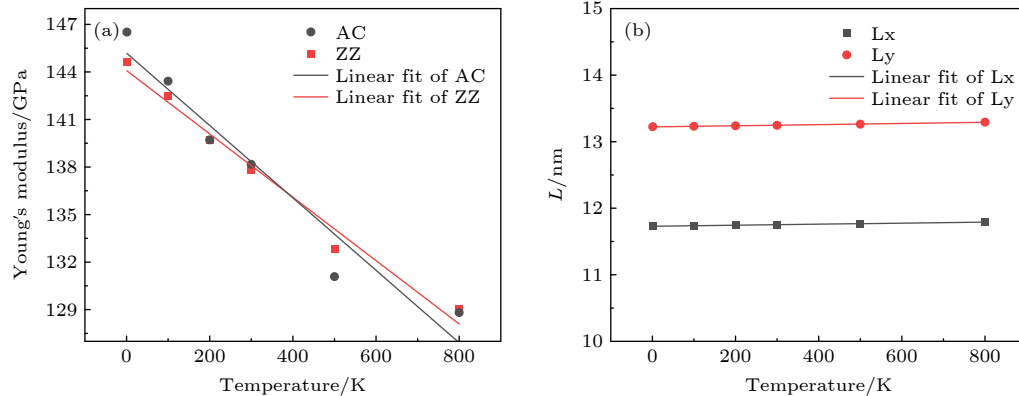 (a)
AC
ZZ
Linear fit of AC
Linear fit of ZZ
147
144
141
138
135
132
129
Young's modulus/GPa
0
200
400
600
800
Temperature/K
(b)
Lx
Ly
Linear fit of Lx
Linear fit of Ly
15
14
13
12
11
10
L/nm
0
200
400
600
800
Temperature/K